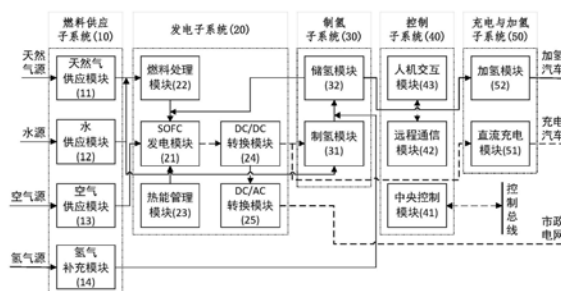 燃料供应
子系统(10)
发电子系统(20)
制氢子
系统(30)
控制子
系统(40)
充电与加氢子
系统(50)
天然
气源
天然气
供应模块
(11)
燃料处理
模块(22)
储氢模块
(32)
人机交互
模块(43)
加氢模块
(52)
加氢
汽车
水源
水
供应模块
(12)
SOFC
发电模块
(21)
DC/DC
转换模块
(24)
制氢模块
(31)
远程通信
模块(42)
直流充电
模块(51)
充电
汽车
空气源
空气
供应模块
(13)
热能管理
模块(23)
DC/AC
转换模块
(25)
中央控制
模块(41)
控制总线
市政
电网
氢气源
氢气
补充模块
(14)